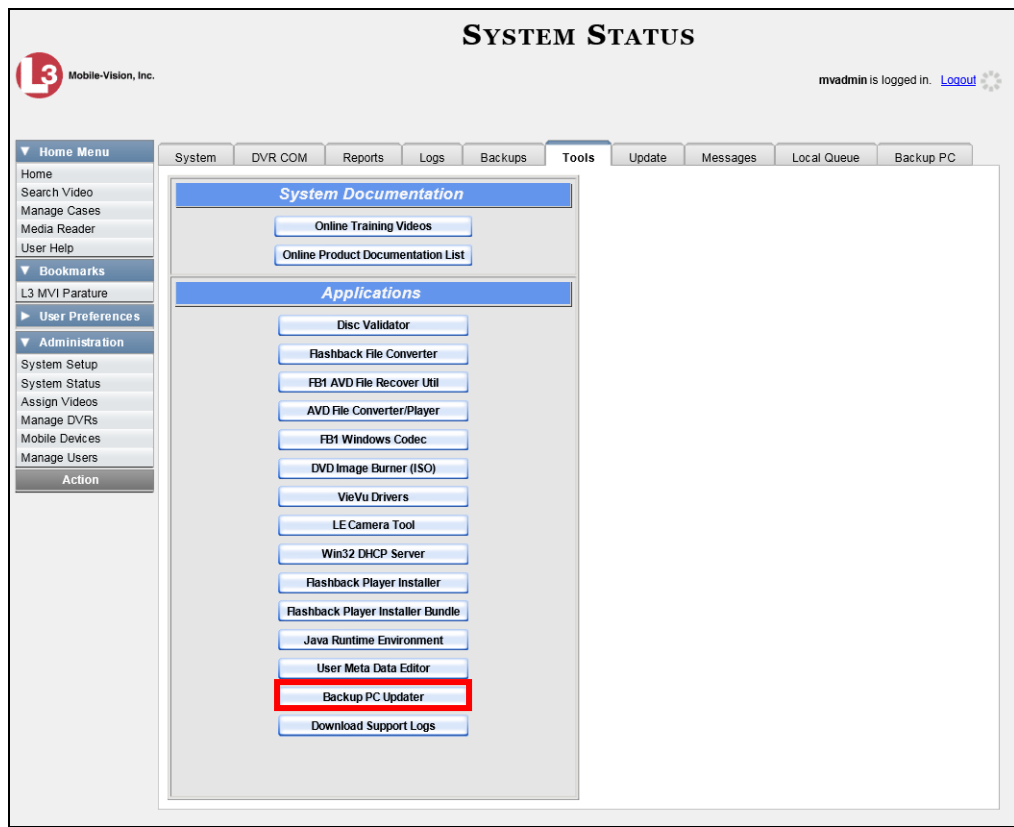 SYSTEM STATUS
L3 Mobile-Vision, Inc.
mvadmin is logged in. Logout
Home Menu
Home
Search Video
Manage Cases
Media Reader
User Help
Bookmarks
L3 MVI Parature
User Preferences
Administration
System Setup
System Status
Assign Videos
Manage DVRs
Mobile Devices
Manage Users
Action
System DVR COM Reports Logs Backups Tools Update Messages Local Queue Backup PC
System Documentation
Online Training Videos
Online Product Documentation List
Applications
Disc Validator
Flashback File Converter
FB1 AVD File Recover Util
AVD File Converter/Player
FB1 Windows Codec
DVD Image Burner (ISO)
VieVu Drivers
LE Camera Tool
Win32 DHCP Server
Flashback Player Installer
Flashback Player Installer Bundle
Java Runtime Environment
User Meta Data Editor
Backup PC Updater
Download Support Logs